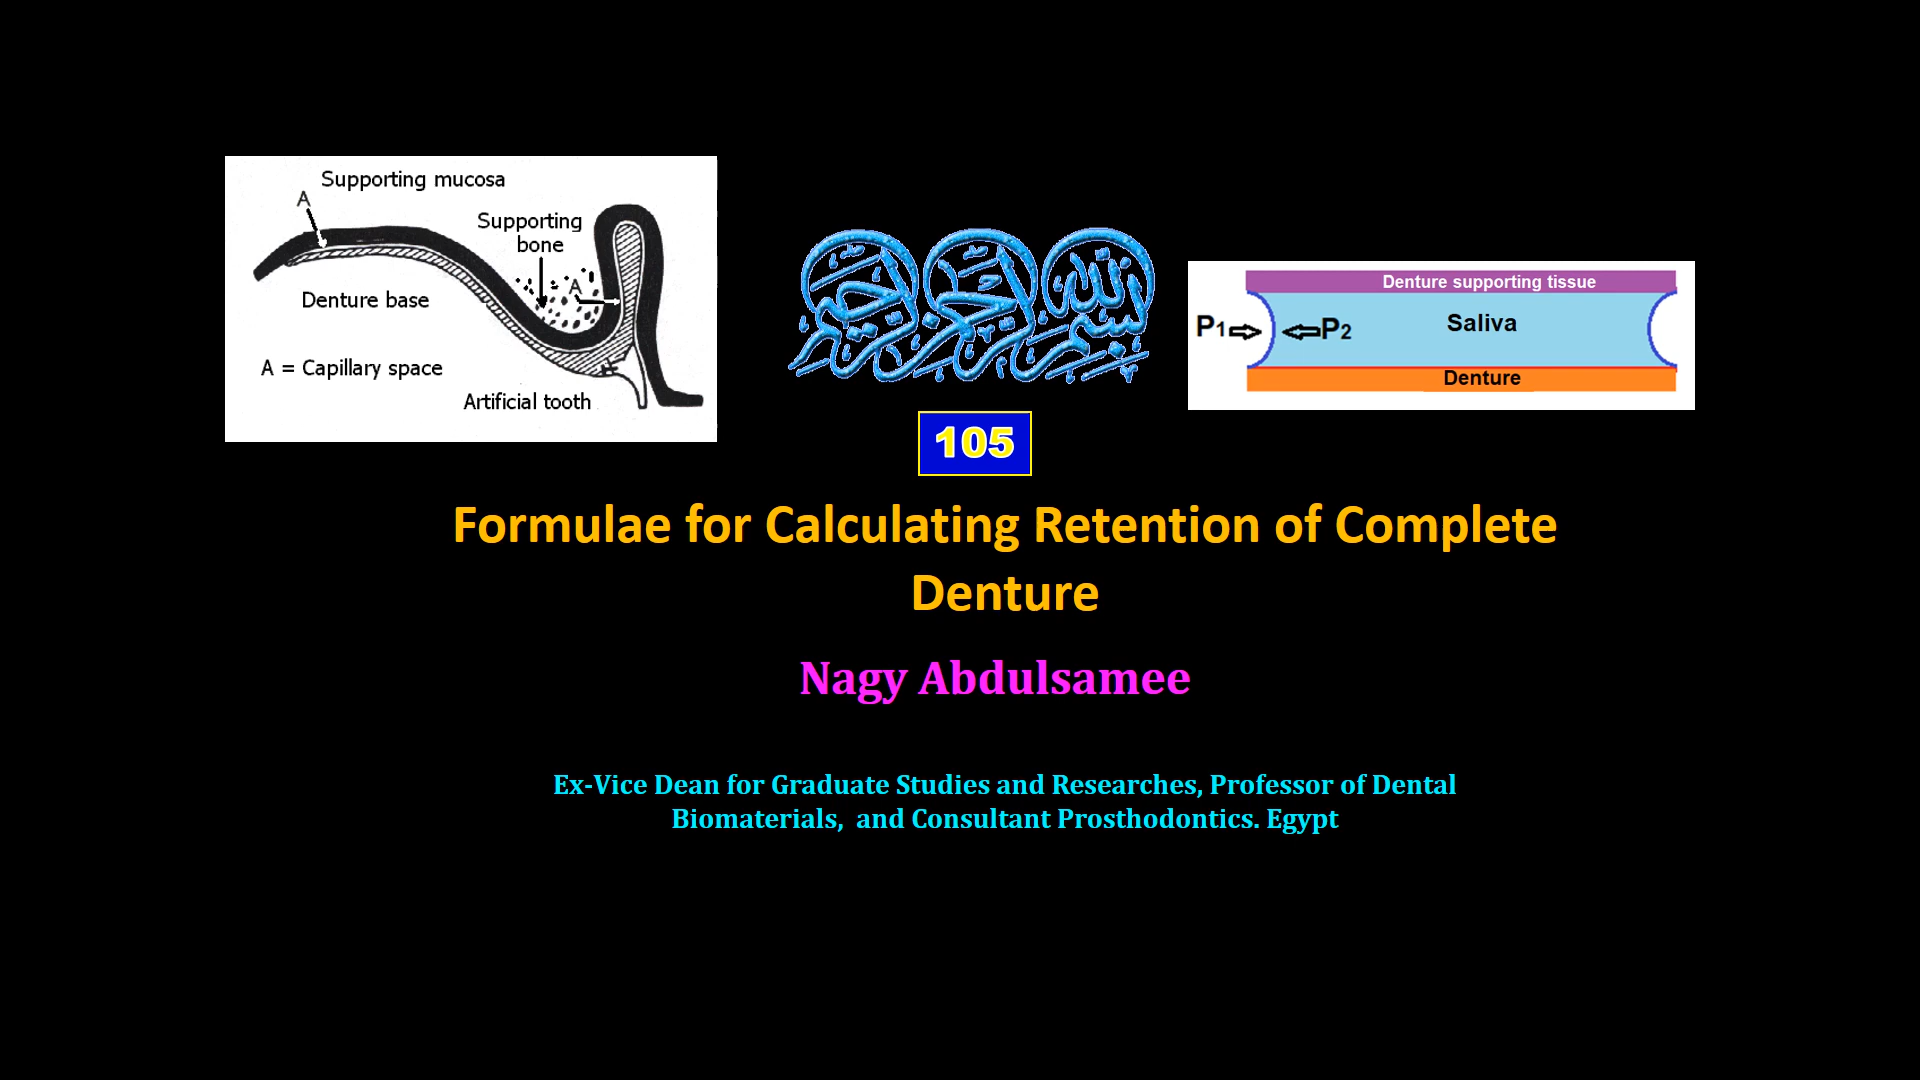 Supporting mucosa
A
Supporting
bone
A
Denture base
A = Capillary space
Artificial tooth
بسم الله الرحمن الرحيم
Denture supporting tissue
P1 P2 Saliva
Denture
105
Formulae for Calculating Retention of Complete
Denture
Nagy Abdulsamee
Ex-Vice Dean for Graduate Studies and Researches, Professor of Dental
Biomaterials, and Consultant Prosthodontics. Egypt